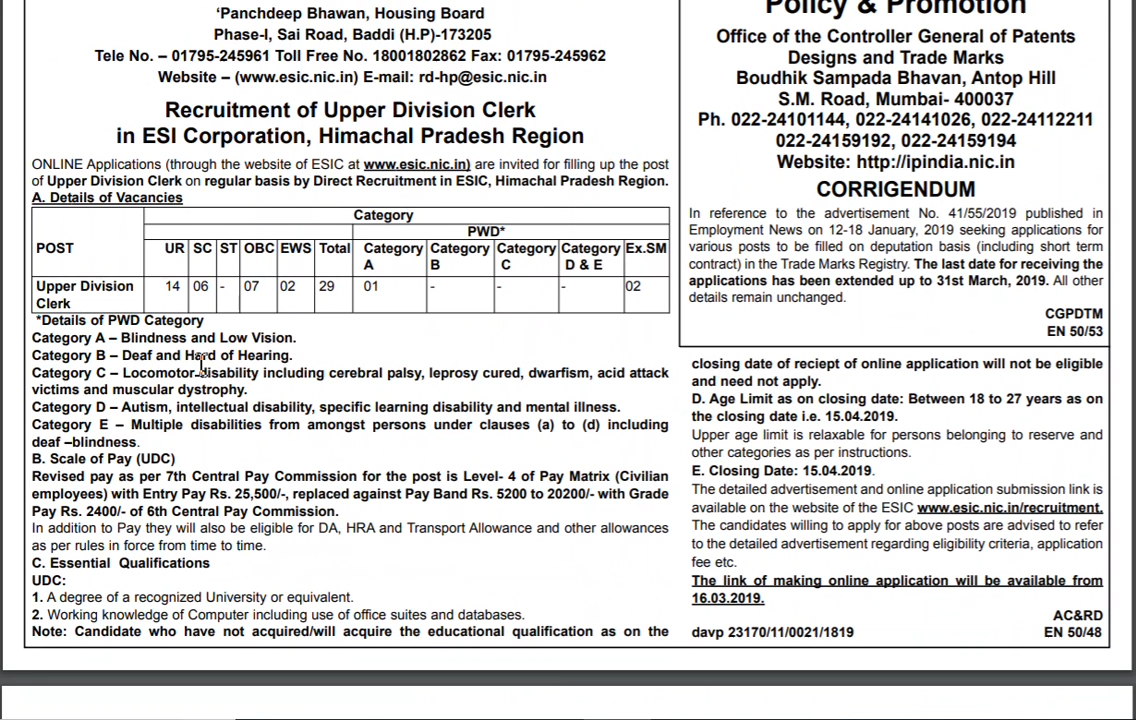 ‘Panchdeep Bhawan, Housing Board
Phase-I, Sai Road, Baddi (H.P)-173205
Tele No. – 01795-245961 Toll Free No. 18001802862 Fax: 01795-245962
Website – (www.esic.nic.in) E-mail: rd-hp@esic.nic.in
Recruitment of Upper Division Clerk
in ESI Corporation, Himachal Pradesh Region
ONLINE Applications (through the website of ESIC at www.esic.nic.in) are invited for filling up the post
of Upper Division Clerk on regular basis by Direct Recruitment in ESIC, Himachal Pradesh Region.
A. Details of Vacancies
Category
PWD*
POST UR SC ST OBC EWS Total Category Category Category Category Ex.SM
A B C D & E
Upper Division 14 06 - 07 02 29 01 - - - 02
Clerk
*Details of PWD Category
Category A – Blindness and Low Vision.
Category B – Deaf and Hard of Hearing.
Category C – Locomotor disability including cerebral palsy, leprosy cured, dwarfism, acid attack
victims and muscular dystrophy.
Category D – Autism, intellectual disability, specific learning disability and mental illness.
Category E – Multiple disabilities from amongst persons under clauses (a) to (d) including
deaf –blindness.
B. Scale of Pay (UDC)
Revised pay as per 7th Central Pay Commission for the post is Level- 4 of Pay Matrix (Civilian
employees) with Entry Pay Rs. 25,500/-, replaced against Pay Band Rs. 5200 to 20200/- with Grade
Pay Rs. 2400/- of 6th Central Pay Commission.
In addition to Pay they will also be eligible for DA, HRA and Transport Allowance and other allowances
as per rules in force from time to time.
C. Essential Qualifications
UDC:
1. A degree of a recognized University or equivalent.
2. Working knowledge of Computer including use of office suites and databases.
Note: Candidate who have not acquired/will acquire the educational qualification as on the
closing date of reciept of online application will not be eligible
and need not apply.
D. Age Limit as on closing date: Between 18 to 27 years as on
the closing date i.e. 15.04.2019.
Upper age limit is relaxable for persons belonging to reserve and
other categories as per instructions.
E. Closing Date: 15.04.2019.
The detailed advertisement and online application submission link is
available on the website of the ESIC www.esic.nic.in/recruitment.
The candidates willing to apply for above posts are advised to refer
to the detailed advertisement regarding eligibility criteria, application
fee etc.
The link of making online application will be available from
16.03.2019.
AC&RD
davp 23170/11/0021/1819 EN 50/48
Policy & Promotion
Office of the Controller General of Patents
Designs and Trade Marks
Boudhik Sampada Bhavan, Antop Hill
S.M. Road, Mumbai- 400037
Ph. 022-24101144, 022-24141026, 022-24112211
022-24159192, 022-24159194
Website: http://ipindia.nic.in
CORRIGENDUM
In reference to the advertisement No. 41/55/2019 published in
Employment News on 12-18 January, 2019 seeking applications for
various posts to be filled on deputation basis (including short term
contract) in the Trade Marks Registry. The last date for receiving the
applications has been extended up to 31st March, 2019. All other
details remain unchanged.
CGPDTM
EN 50/53